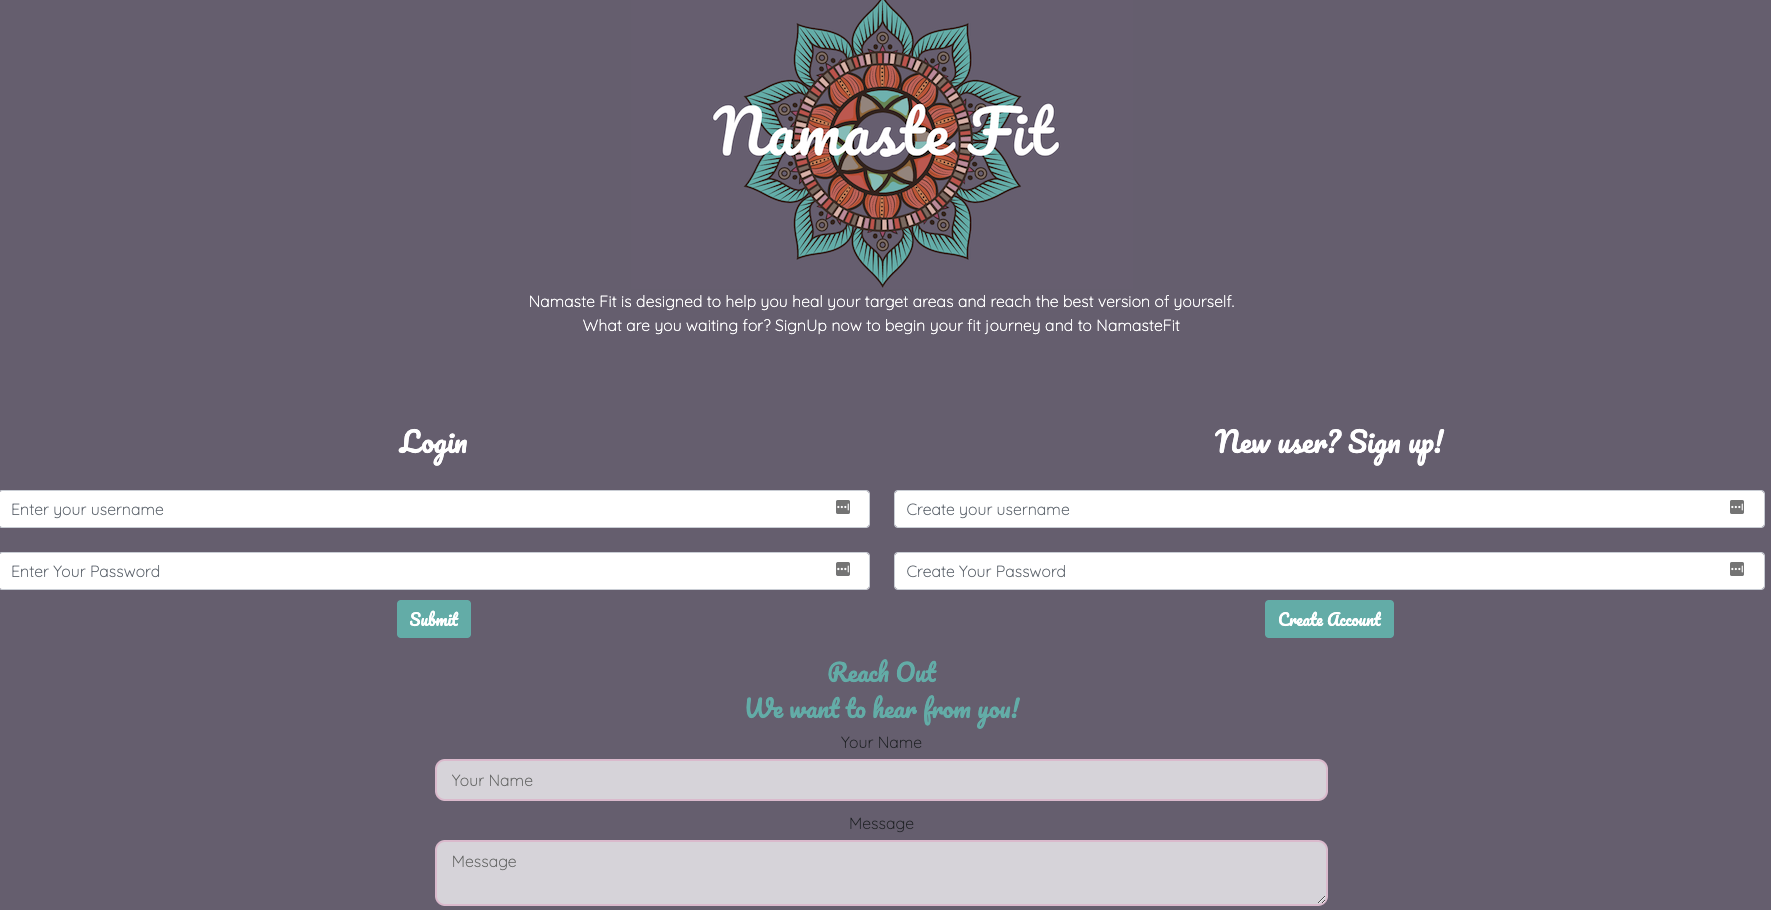 Namaste Fit
Namaste Fit is designed to help you heal your target areas and reach the best version of yourself.
What are you waiting for? SignUp now to begin your fit journey and to NamasteFit
Login
Enter your username
Enter Your Password
Submit
New user? Sign up!
Create your username
Create Your Password
Create Account
Reach Out
We want to hear from you!
Your Name
Your Name
Message
Message